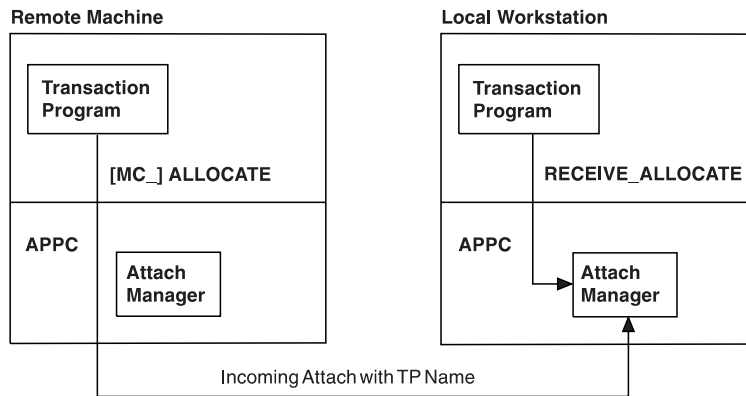 Remote Machine
Local Workstation
Transaction
Program
Transaction
Program
[MC_] ALLOCATE
RECEIVE_ALLOCATE
APPC
APPC
Attach
Manager
Attach
Manager
Incoming Attach with TP Name